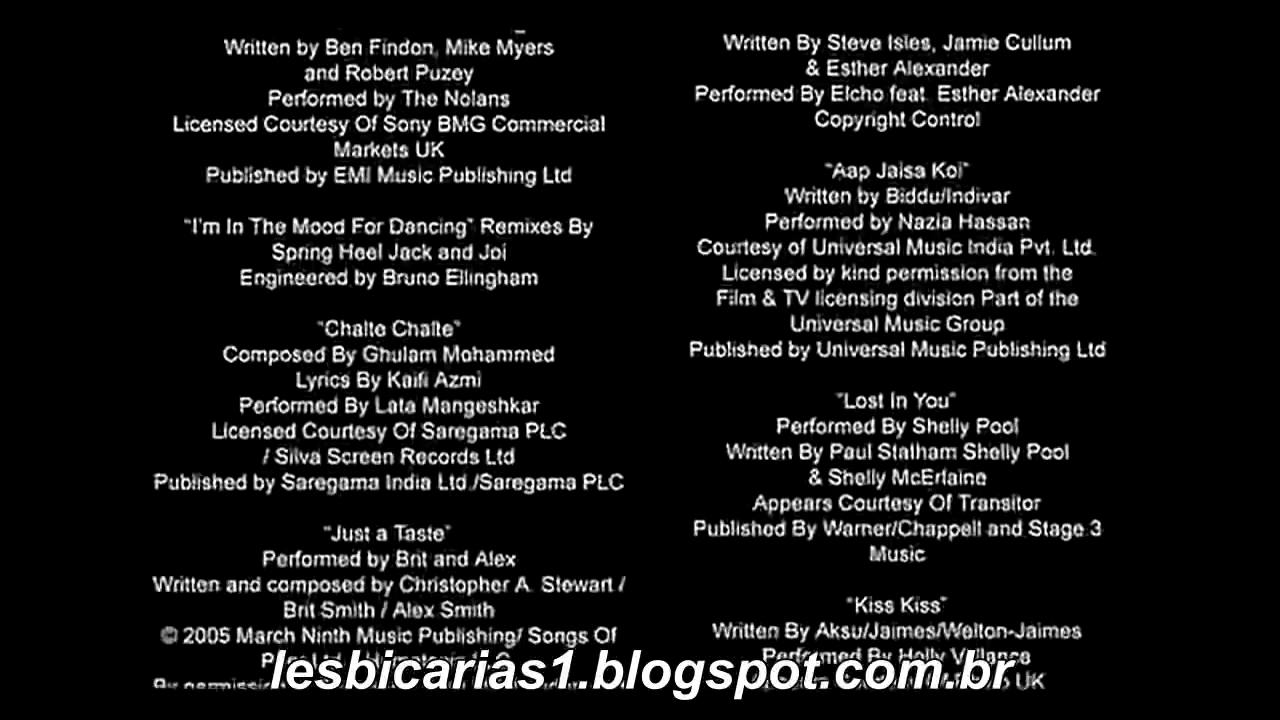 Written by Ben Findon, Mike Myers
and Robert Puzey
Performed by The Nolans
Licensed Courtesy Of Sony BMG Commercial
Markets UK
Published by EMI Music Publishing Ltd
"I'm In The Mood For Dancing" Remixes By
Spring Heel Jack and Joi
Engineered by Bruno Ellingham
"Chalte Chalte"
Composed By Ghulam Mohammed
Lyrics By Kaifi Azmi
Performed By Lata Mangeshkar
Licensed Courtesy Of Saregama PLC
/ Silva Screen Records Ltd
Published by Saregama India Ltd./Saregama PLC
"Just a Taste"
Performed by Brit and Alex
Written and composed by Christopher A. Stewart /
Brit Smith / Alex Smith
© 2005 March Ninth Music Publishing/ Songs Of
By
Written By Steve Isles, Jamie Cullum
& Esther Alexander
Performed By Elcho feat. Esther Alexander
Copyright Control
"Aap Jaisa Koi"
Written by Biddu/Indivar
Performed by Nazia Hassan
Courtesy of Universal Music India Pvt. Ltd.
Licensed by kind permission from the
Film & TV licensing division Part of the
Universal Music Group
Published by Universal Music Publishing Ltd
"Lost In You"
Performed By Shelly Pool
Written By Paul Statham Shelly Pool
& Shelly McErlaine
Appears Courtesy Of Transitor
Published By Warner/Chappell and Stage 3
Music
"Kiss Kiss"
Written By Aksu/Jaimes/Welton-Jaimes
Performed By Holly Vallance
UK
lesbicarias1.blogspot.com.br